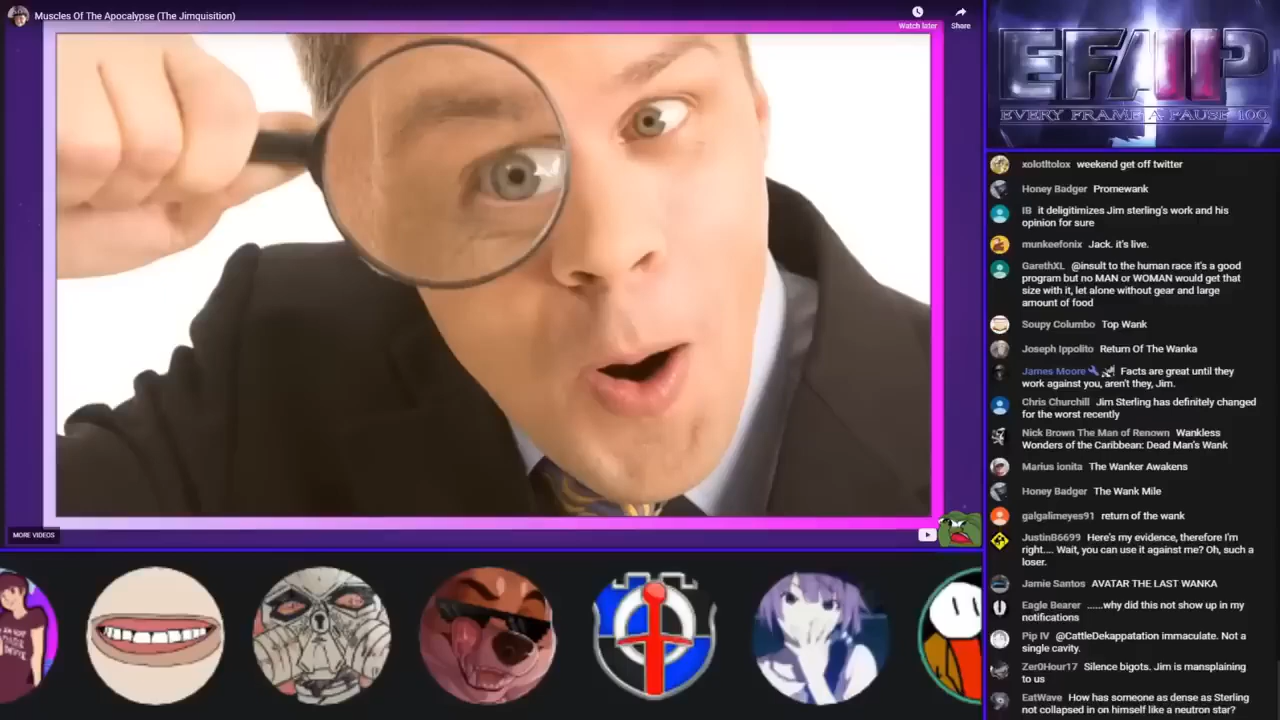 Muscles Of The Apocalypse (The Jimquisition)
Watch later
Share
MORE VIDEOS
EFAP
EVERY FRAME A PAUSE 100
xolotltolox weekend get off twitter
Honey Badger Promewank
IB it deligitimizes Jim sterling's work and his
opinion for sure
munkeefonix Jack. it's live.
GarethXL @insult to the human race it's a good
program but no MAN or WOMAN would get that
size with it, let alone without gear and large
amount of food
Soupy Columbo Top Wank
Joseph Ippolito Return Of The Wanka
James Moore Facts are great until they
work against you, aren't they, Jim.
Chris Churchill Jim Sterling has definitely changed
for the worst recently
Nick Brown The Man of Renown Wankless
Wonders of the Caribbean: Dead Man's Wank
Marius ionita The Wanker Awakens
Honey Badger The Wank Mile
galgalimeyes91 return of the wank
JustinB6699 Here's my evidence, therefore I'm
right.... Wait, you can use it against me? Oh, such a
loser.
Jamie Santos AVATAR THE LAST WANKA
Eagle Bearer ......why did this not show up in my
notifications
Pip IV @CattleDekappatation immaculate. Not a
single cavity.
Zer0Hour17 Silence bigots. Jim is mansplaining
to us
EatWave How has someone as dense as Sterling
not collapsed in on himself like a neutron star?